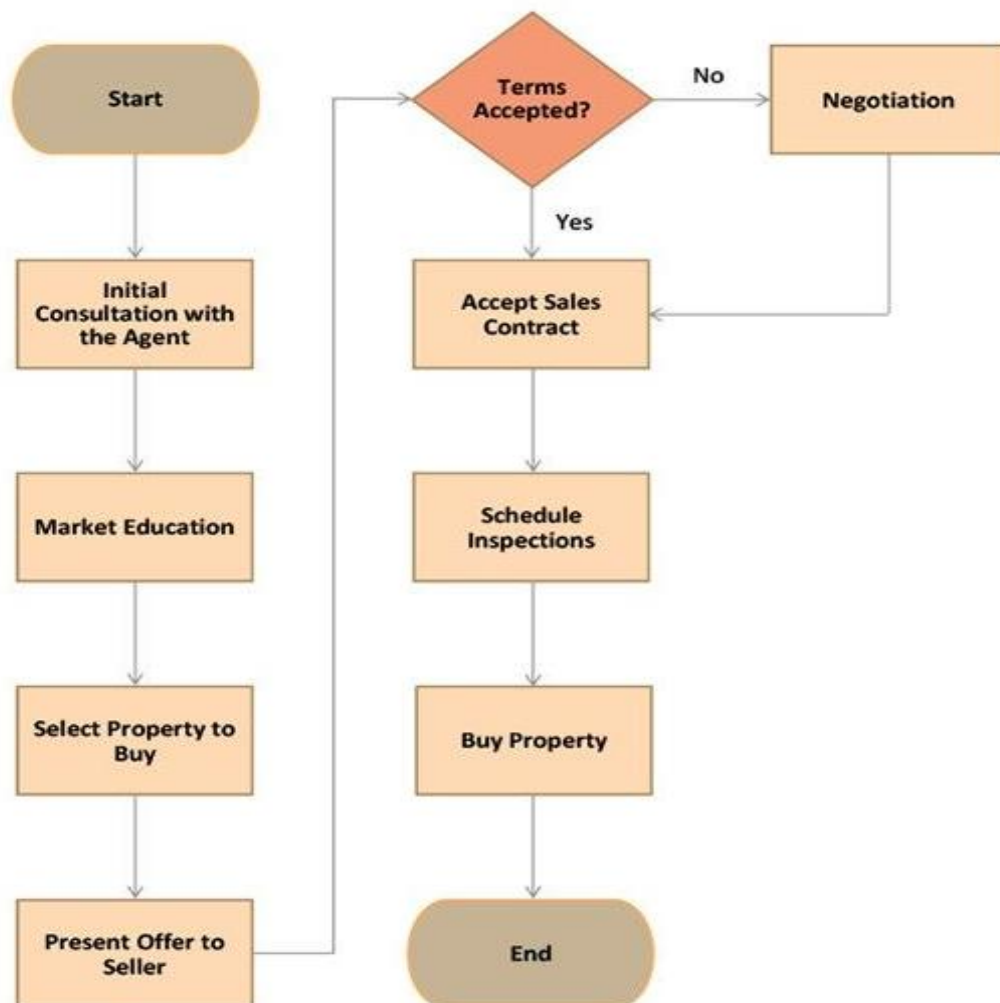 Start
Initial
Consultation with
the Agent
Market Education
Select Property to
Buy
Present Offer to
Seller
Terms
Accepted?
No
Negotiation
Yes
Accept Sales
Contract
Schedule
Inspections
Buy Property
End